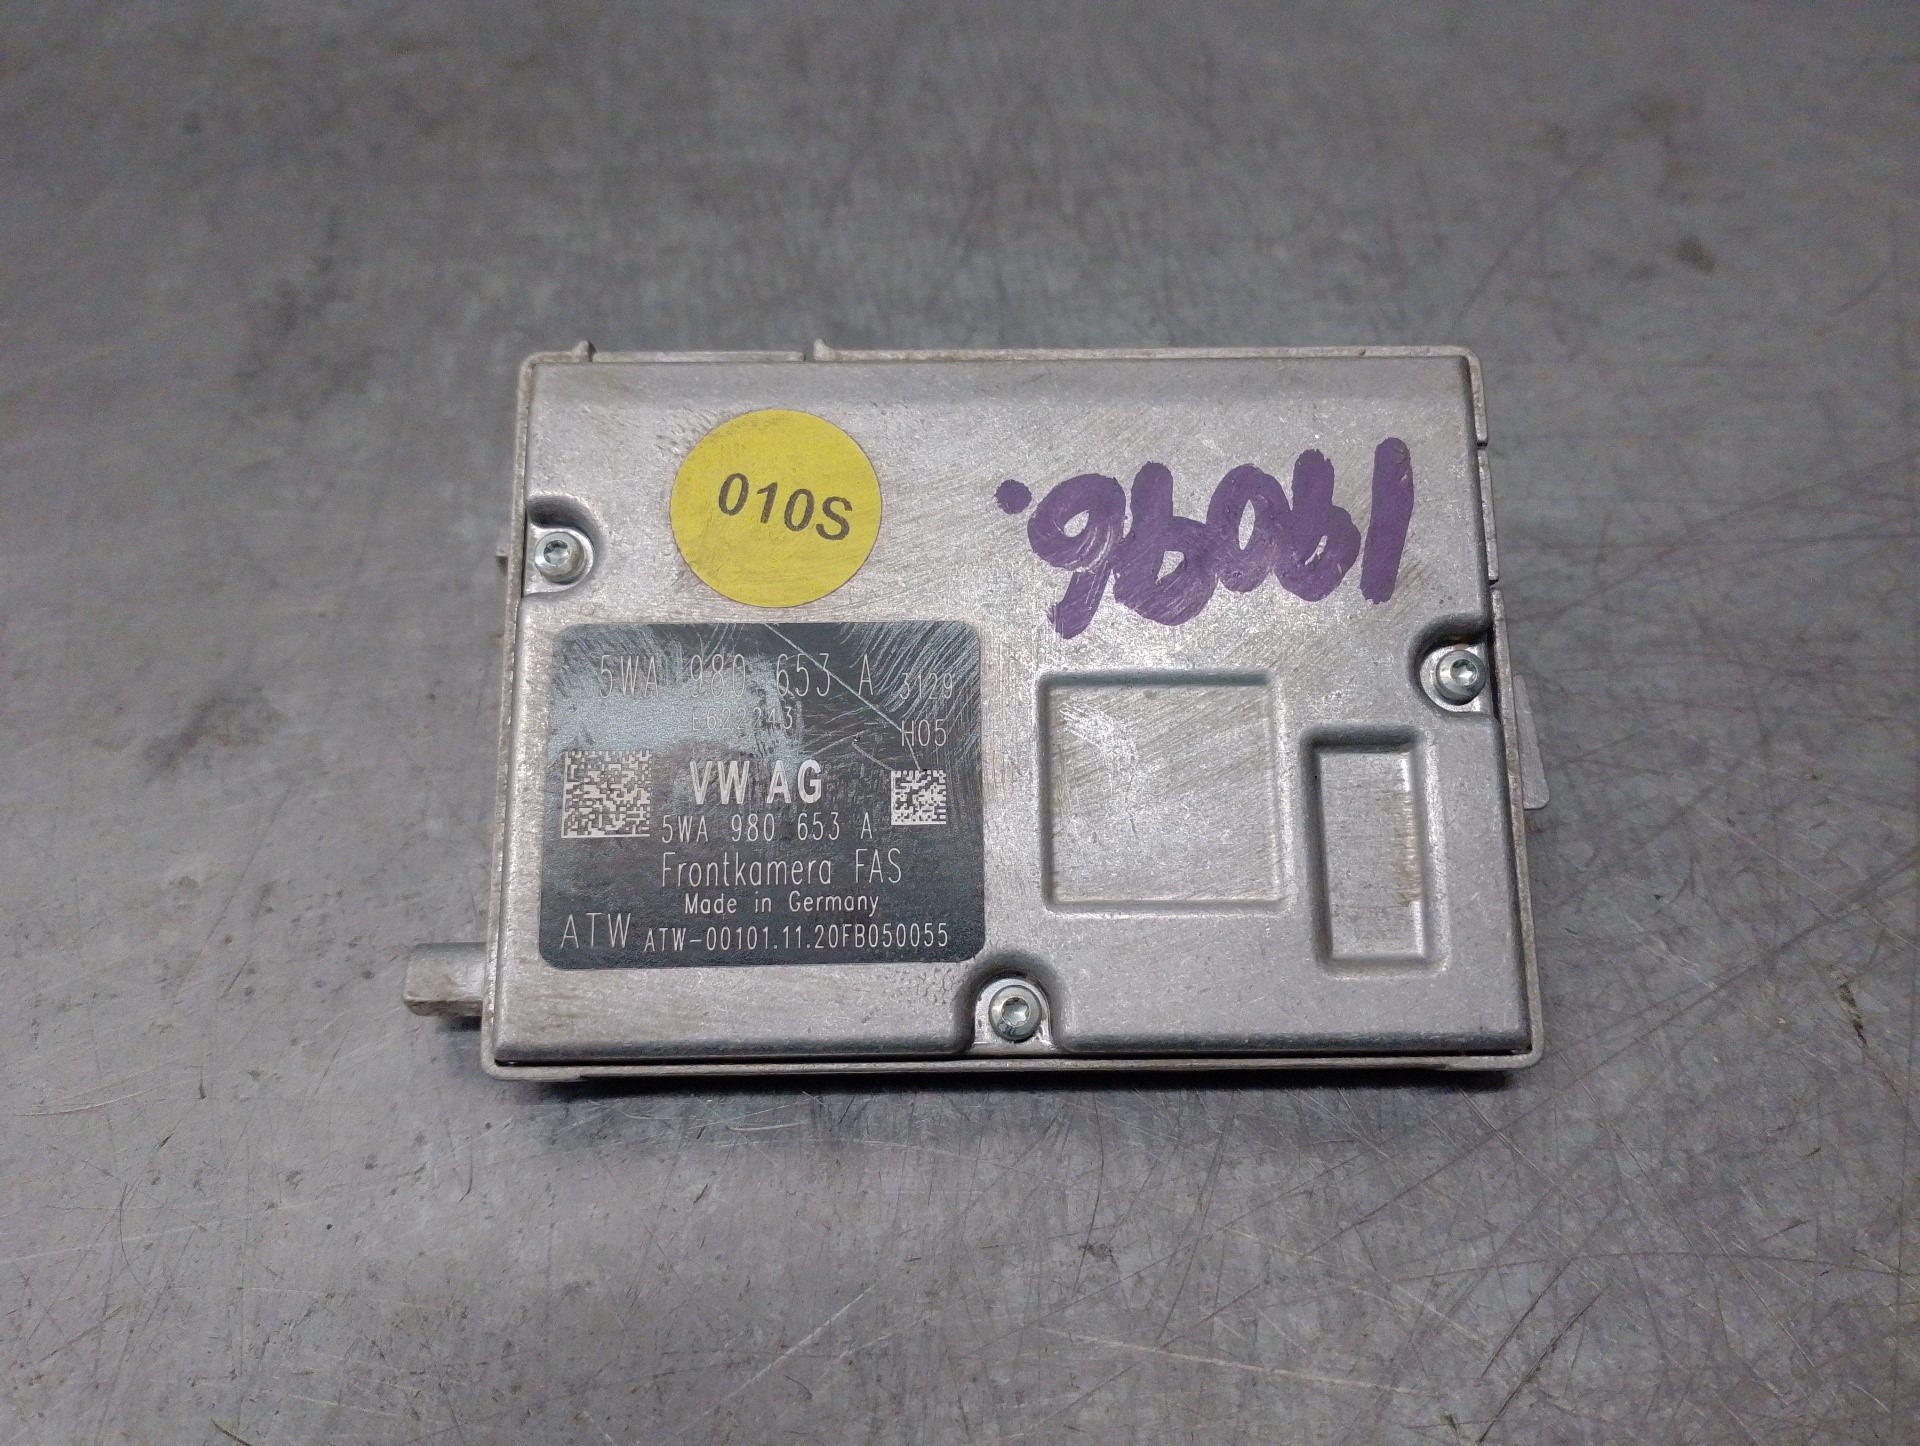 010S
5WA 980 653 A 3129
H05
VW AG
5WA 980 653 A
Frontkamera FAS
Made in Germany
ATW ATW-00101.11.20FB050055